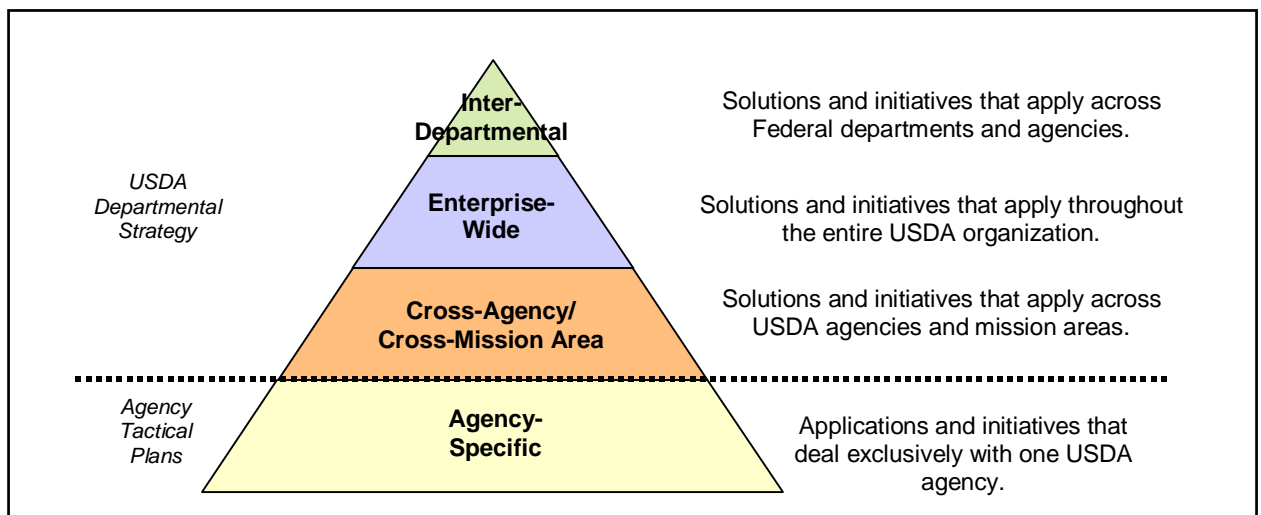 Inter-
Departmental
Solutions and initiatives that apply across
Federal departments and agencies.
USDA
Departmental
Strategy
Enterprise-
Wide
Solutions and initiatives that apply throughout
the entire USDA organization.
Cross-Agency/
Cross-Mission Area
Solutions and initiatives that apply across
USDA agencies and mission areas.
Agency
Tactical
Plans
Agency-
Specific
Applications and initiatives that
deal exclusively with one USDA
agency.